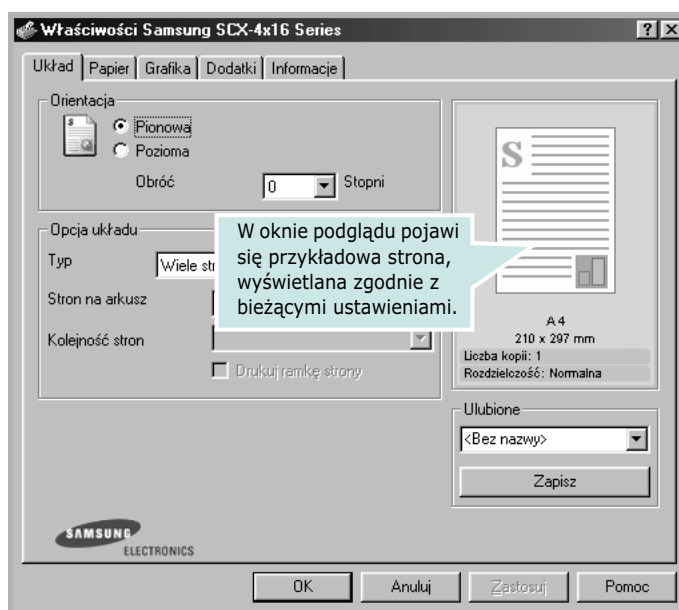 Właściwości Samsung SCX-4x16 Series
Układ Papier Grafika Dodatki Informacje
Orientacja
Pionowa
Pozioma
Obróć 0 Stopni
Opcja układu
Typ Wiele
Stron na arkusz
Kolejność stron
Drukuj ramkę strony
W oknie podglądu pojawi
się przykładowa strona,
wyświetlana zgodnie z
bieżącymi ustawieniami.
S
A4
210 x 297 mm
Liczba kopii: 1
Rozdzielczość: Normalna
Ulubione
<Bez nazwy>
Zapisz
SAMSUNG
ELECTRONICS
OK Anuluj Zastosuj Pomoc